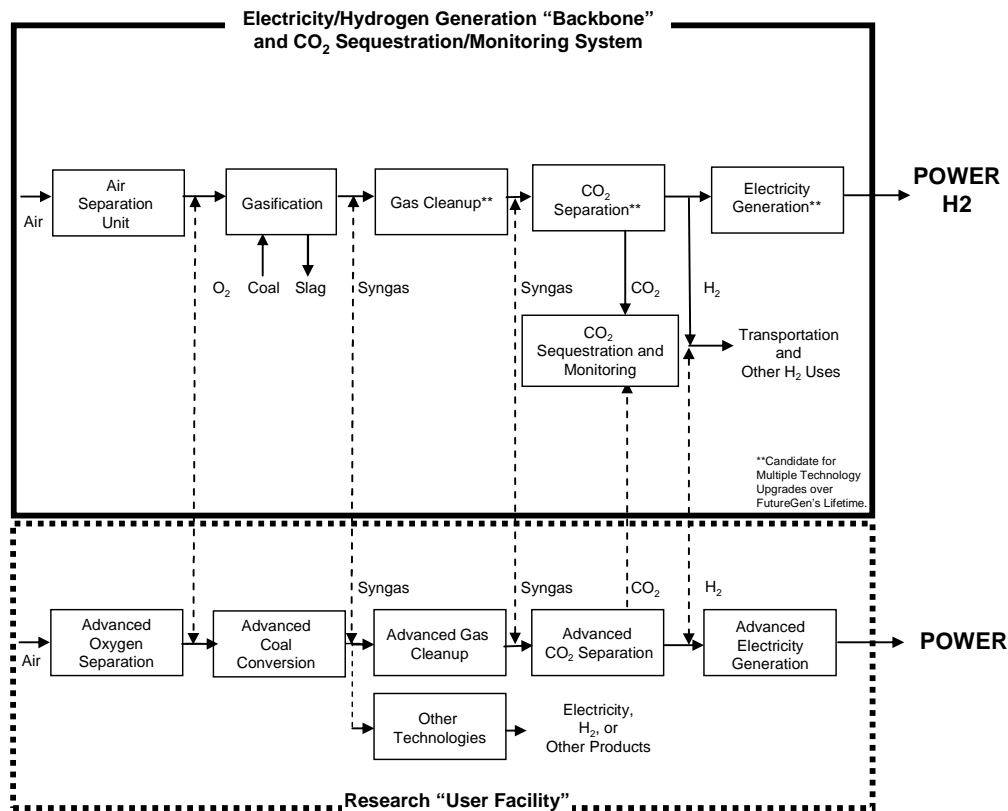 Electricity/Hydrogen Generation “Backbone”
and CO₂ Sequestration/Monitoring System
Air
Air
Separation
Unit
Gasification
Gas Cleanup**
CO₂
Separation**
Electricity
Generation**
POWER
H2
O₂
Coal
Slag
Syngas
Syngas
CO₂
H₂
CO₂
Sequestration and
Monitoring
Transportation
and
Other H₂ Uses
**Candidate for
Multiple Technology
Upgrades over
FutureGen’s Lifetime.
Syngas
Syngas
CO₂
H₂
Air
Advanced
Oxygen
Separation
Advanced
Coal
Conversion
Advanced Gas
Cleanup
Advanced
CO₂ Separation
Advanced
Electricity
Generation
POWER
Other
Technologies
Electricity,
H₂, or
Other Products
Research “User Facility”